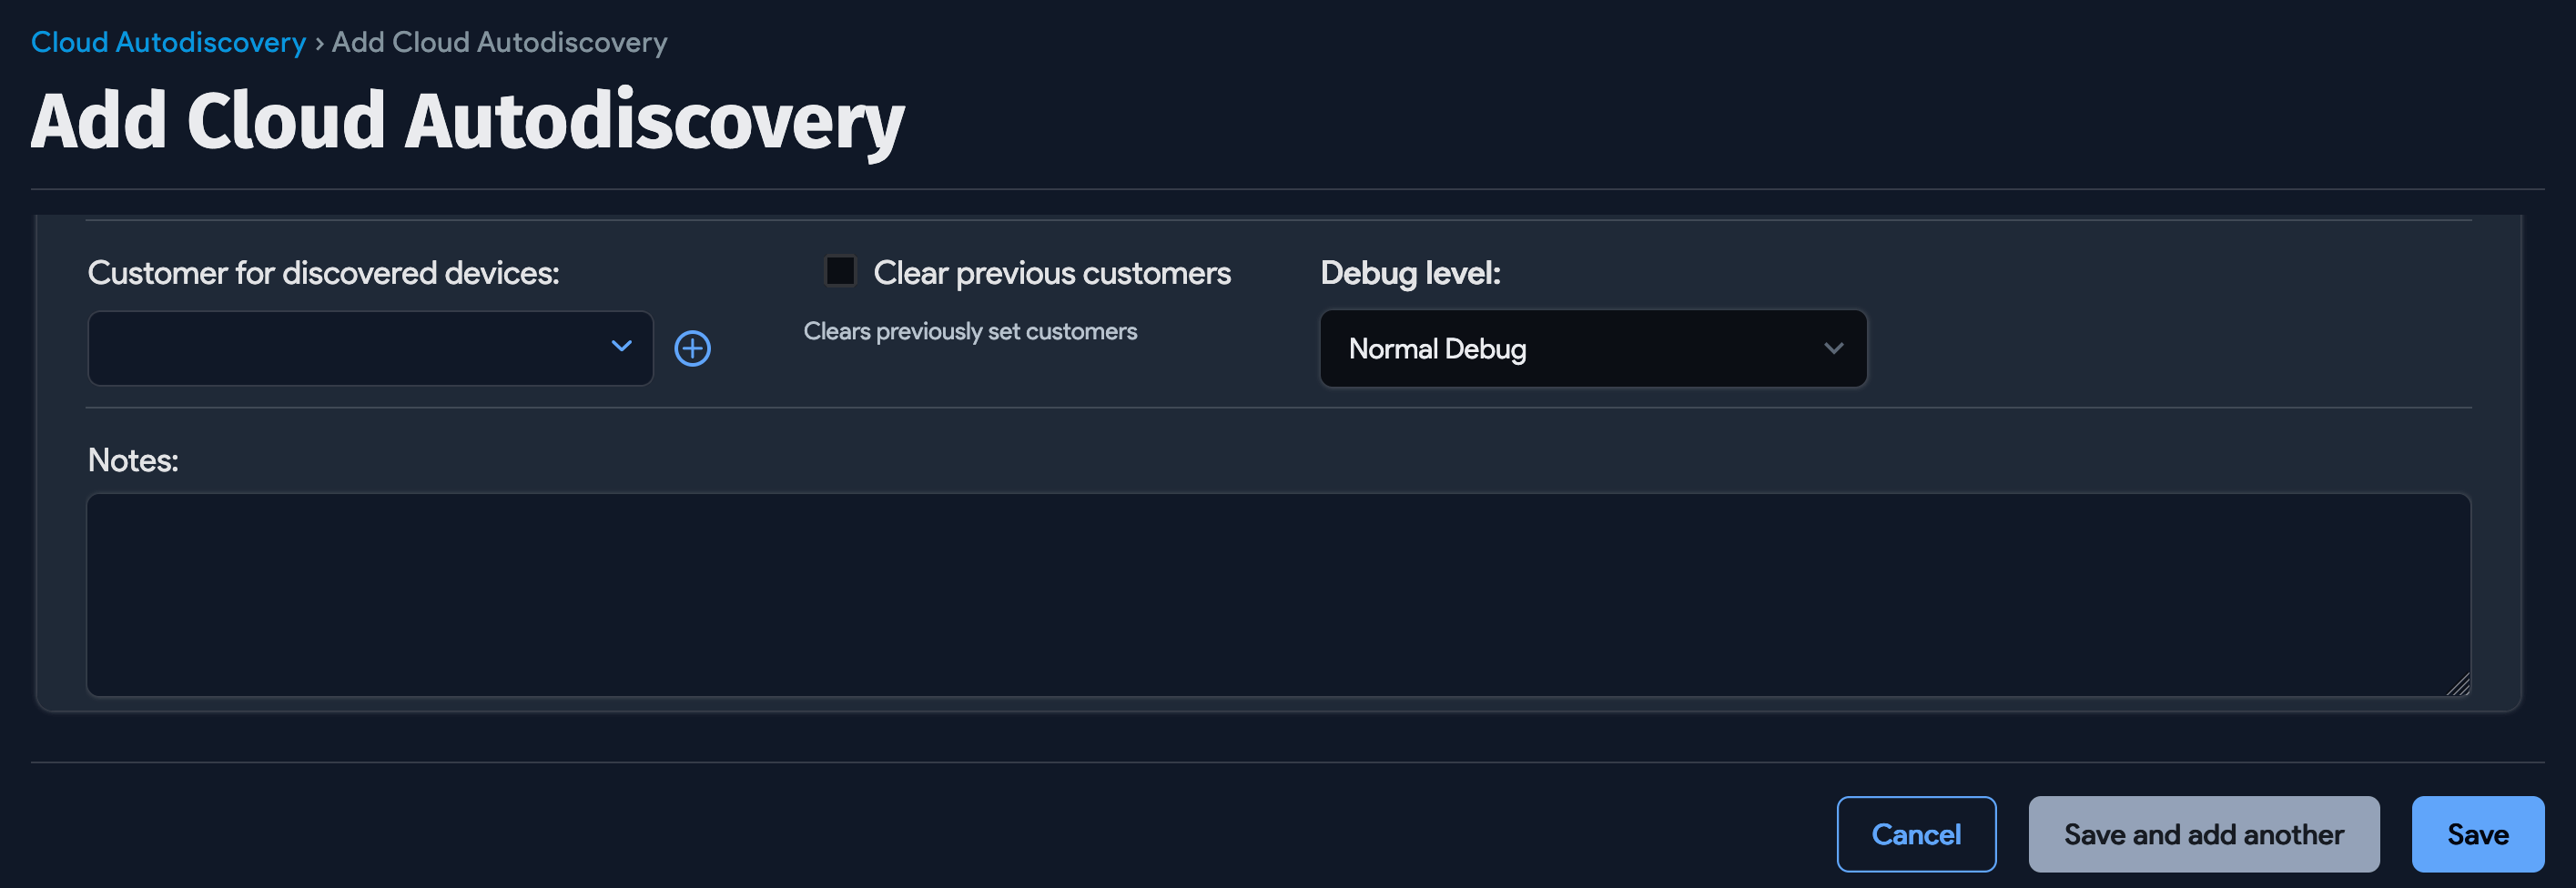 Cloud Autodiscovery › Add Cloud Autodiscovery
Add Cloud Autodiscovery
Customer for discovered devices:
Clear previous customers
Clears previously set customers
Debug level:
Normal Debug
Notes:
Cancel
Save and add another
Save